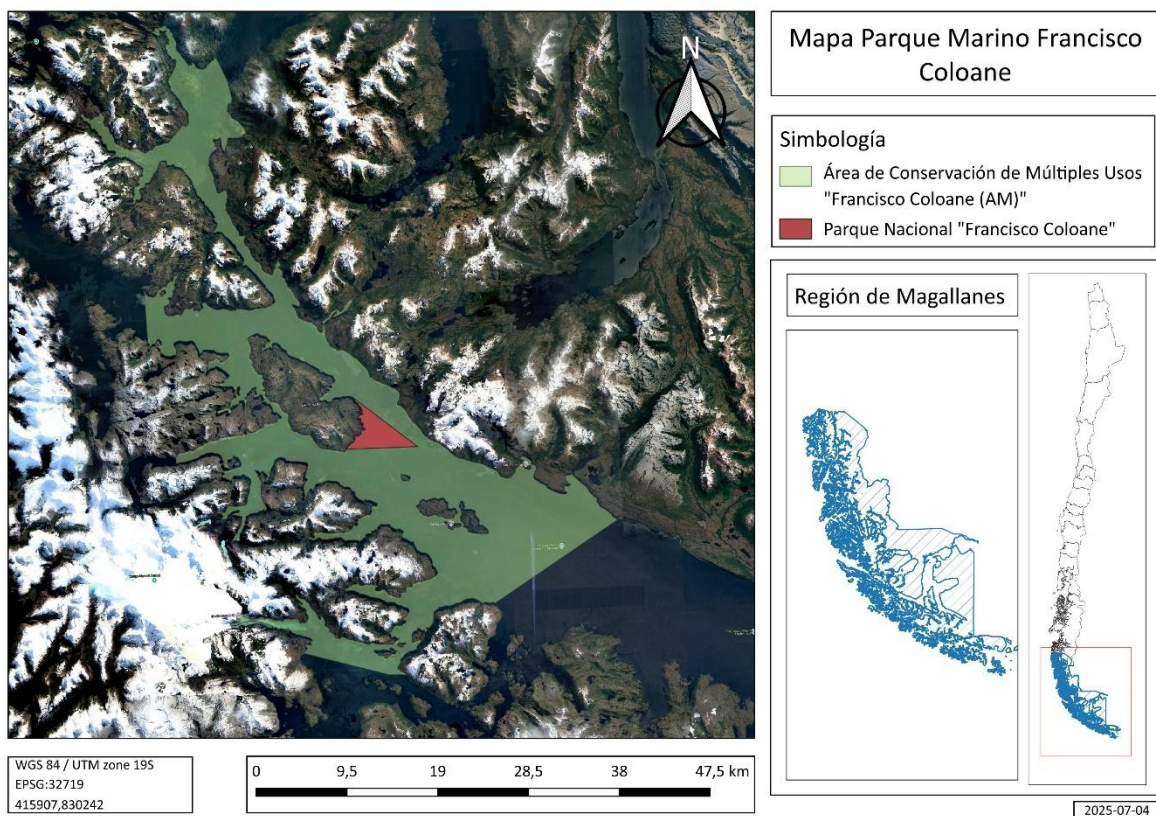 N
Mapa Parque Marino Francisco
Coloane
Simbología
Área de Conservación de Múltiples Usos
"Francisco Coloane (AM)"
Parque Nacional "Francisco Coloane"
Región de Magallanes
WGS 84 / UTM zone 19S
EPSG:32719
415907,830242
0 9,5 19 28,5 38 47,5 km
2025-07-04